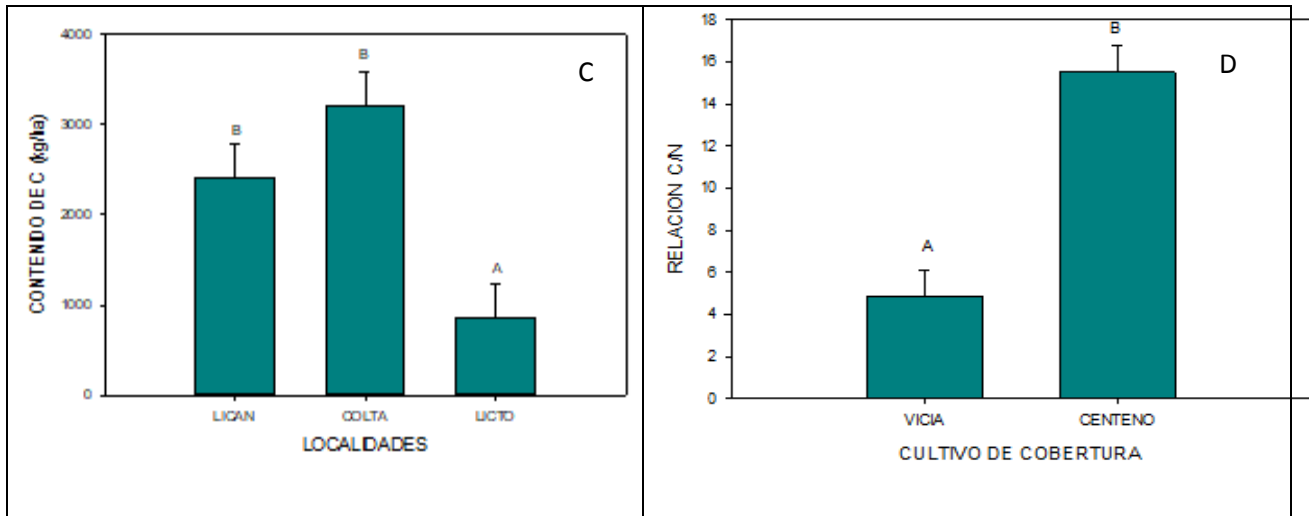 C
CONTENIDO DE C (kg/ha)
4000
3000
2000
1000
0
B
B
A
LICAN
COLTA
LICTO
LOCALIDADES
D
RELACION C/N
18
16
14
12
10
8
6
4
2
0
A
B
VICIA
CENTENO
CULTIVO DE COBERTURA